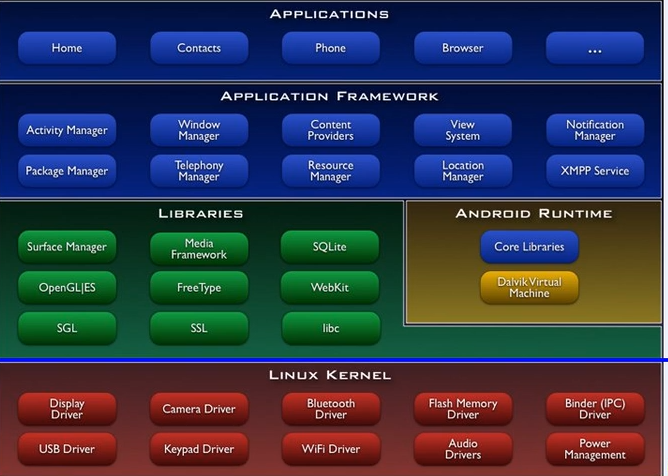 APPLICATIONS
Home
Contacts
Phone
Browser
...
APPLICATION FRAMEWORK
Activity Manager
Window
Manager
Content
Providers
View
System
Notification
Manager
Package Manager
Telephony
Manager
Resource
Manager
Location
Manager
XMPP Service
LIBRARIES
Surface Manager
Media
Framework
SQLite
OpenGL|ES
FreeType
WebKit
SGL
SSL
libc
ANDROID RUNTIME
Core Libraries
Dalvik Virtual
Machine
LINUX KERNEL
Display
Driver
Camera Driver
Bluetooth
Driver
Flash Memory
Driver
Binder (IPC)
Driver
USB Driver
Keypad Driver
WiFi Driver
Audio
Drivers
Power
Management